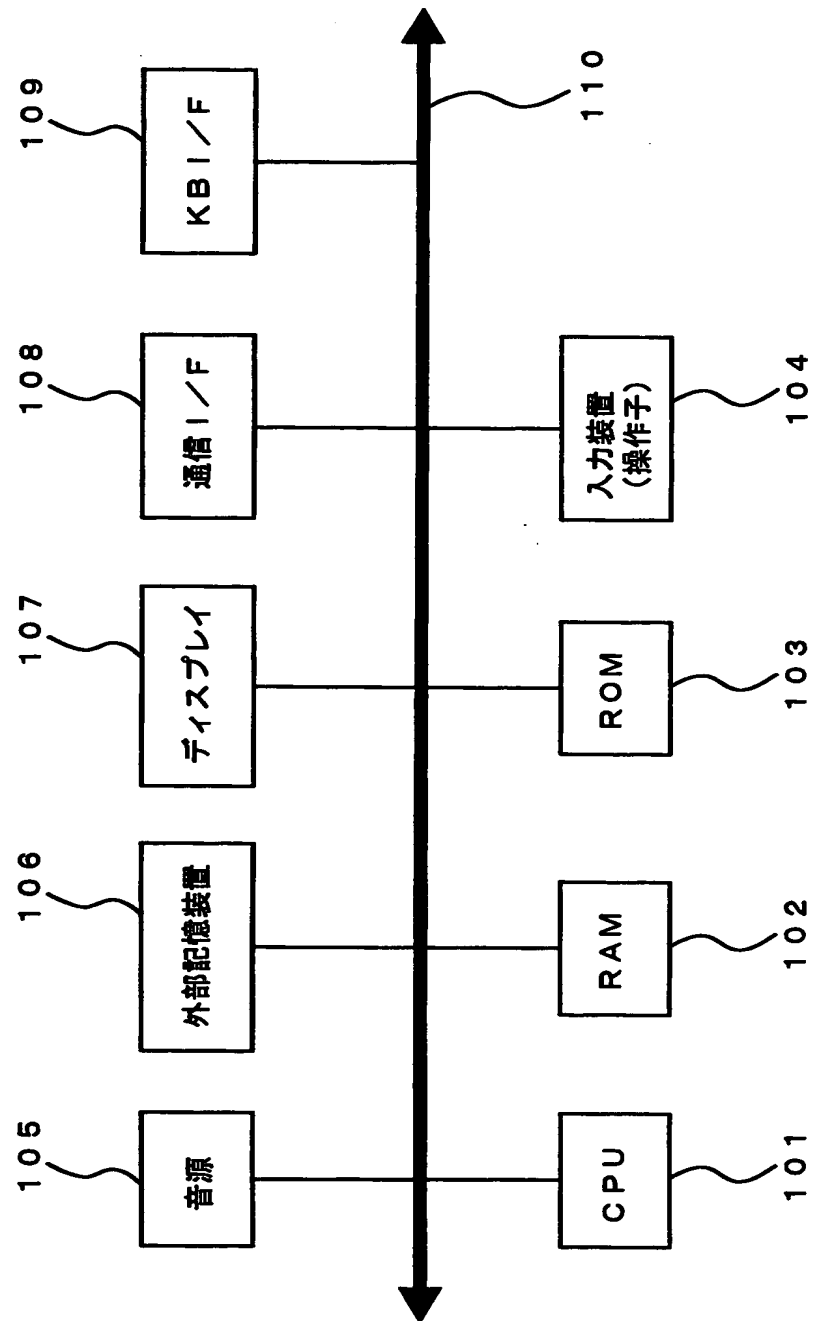 105
106
107
108
109
音源
外部記憶装置
ディスプレイ
通信I/F
KBI/F
110
CPU
RAM
ROM
入力装置
(操作子)
101
102
103
104